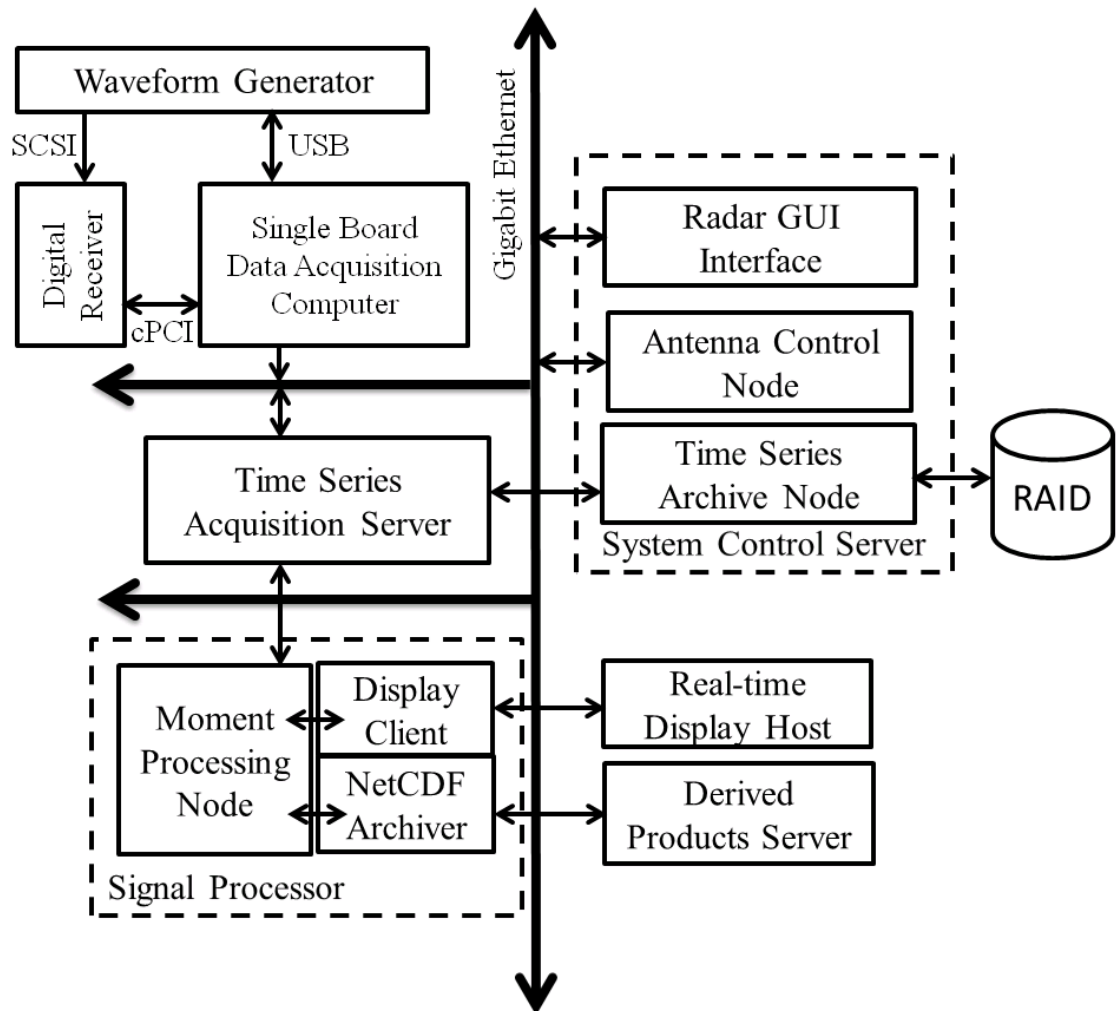 Waveform Generator
SCSI
USB
Digital
Receiver
cPCI
Single Board
Data Acquisition
Computer
Gigabit Ethernet
Radar GUI
Interface
Antenna Control
Node
Time Series
Archive Node
System Control Server
RAID
Time Series
Acquisition Server
Moment
Processing
Node
Display
Client
NetCDF
Archiver
Signal Processor
Real-time
Display Host
Derived
Products Server